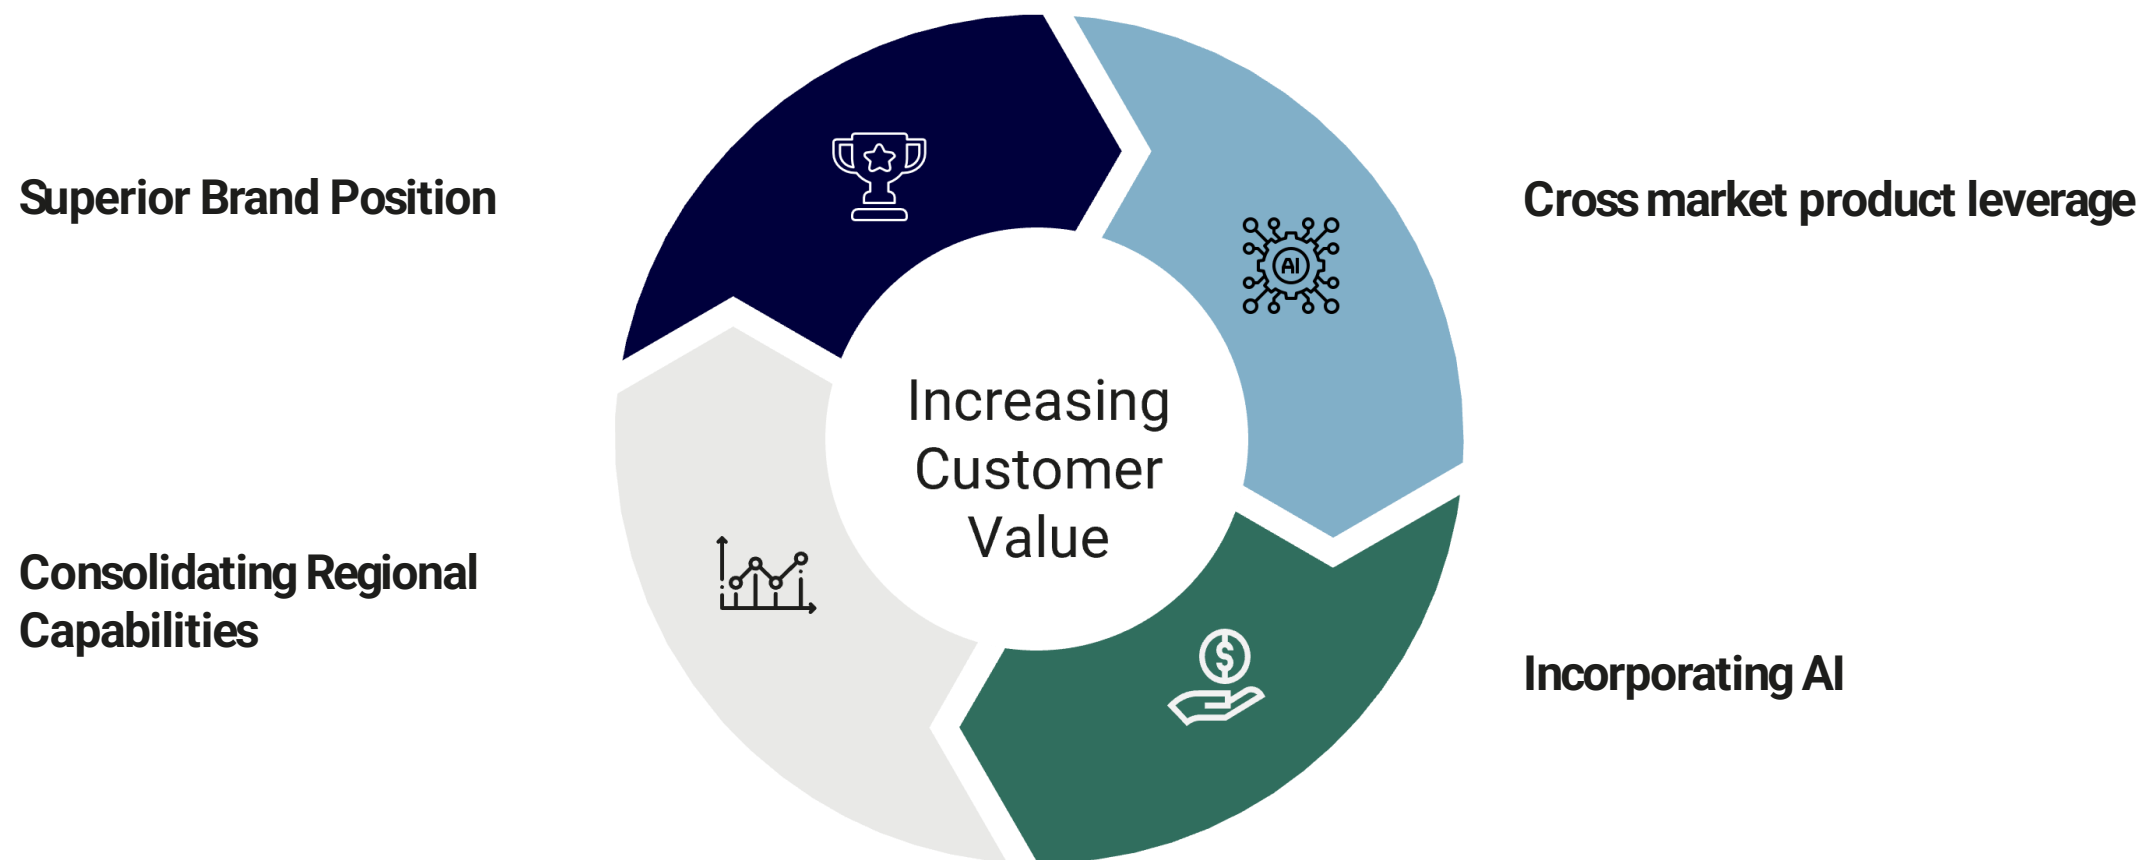 Superior Brand Position
Cross market product leverage
AI
Increasing
Customer
Value
Consolidating Regional
Capabilities
$
Incorporating AI